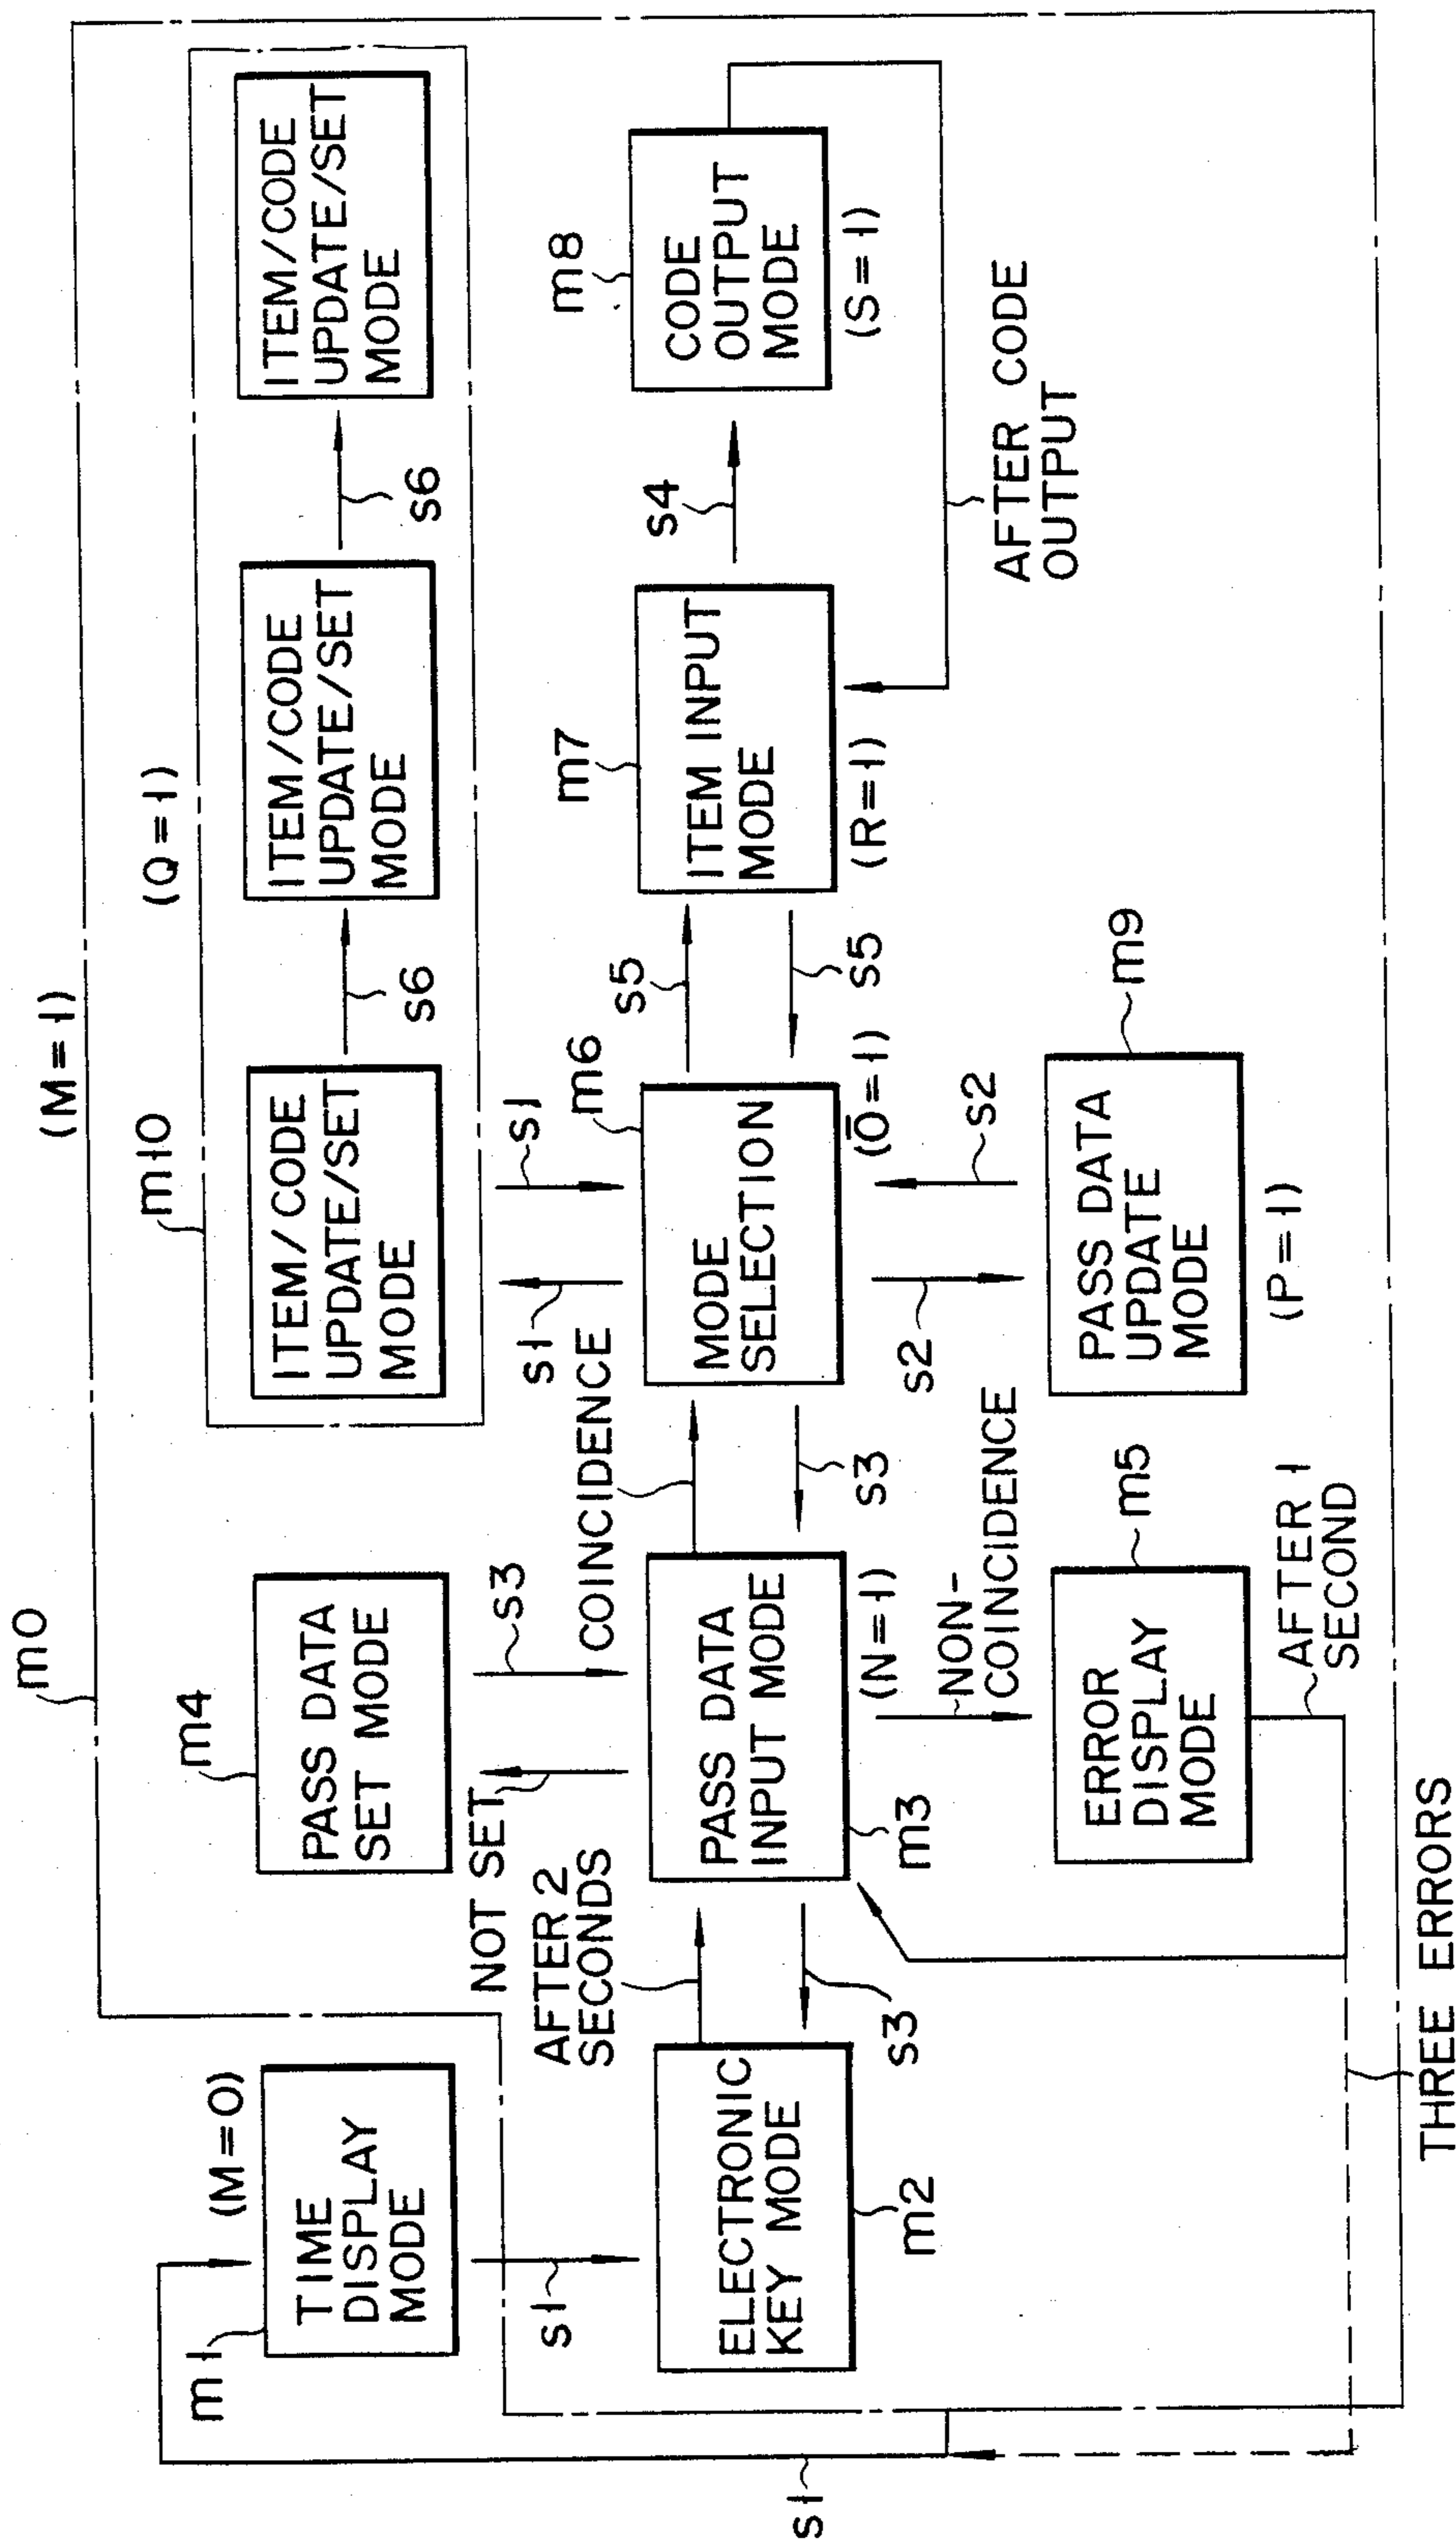 m0
(M=1)
m1
(M=0)
TIME
DISPLAY
MODE
m4
PASS DATA
SET MODE
m10
(Q=1)
ITEM/CODE
UPDATE/SET
MODE
s6
ITEM/CODE
UPDATE/SET
MODE
s6
ITEM/CODE
UPDATE/SET
MODE
s1
s1
AFTER 2
SECONDS
NOT SET
s3
COINCIDENCE
s1
s1
ELECTRONIC
KEY MODE
m2
s3
PASS DATA
INPUT MODE
m3
(N=1)
s3
MODE
SELECTION
m6
(Ō=1)
s5
s5
m7
ITEM INPUT
MODE
(R=1)
s4
m8
CODE
OUTPUT
MODE
(S=1)
AFTER CODE
OUTPUT
NON-
COINCIDENCE
s2
s2
ERROR
DISPLAY
MODE
m5
AFTER 1
SECOND
PASS DATA
UPDATE
MODE
m9
(P=1)
THREE ERRORS